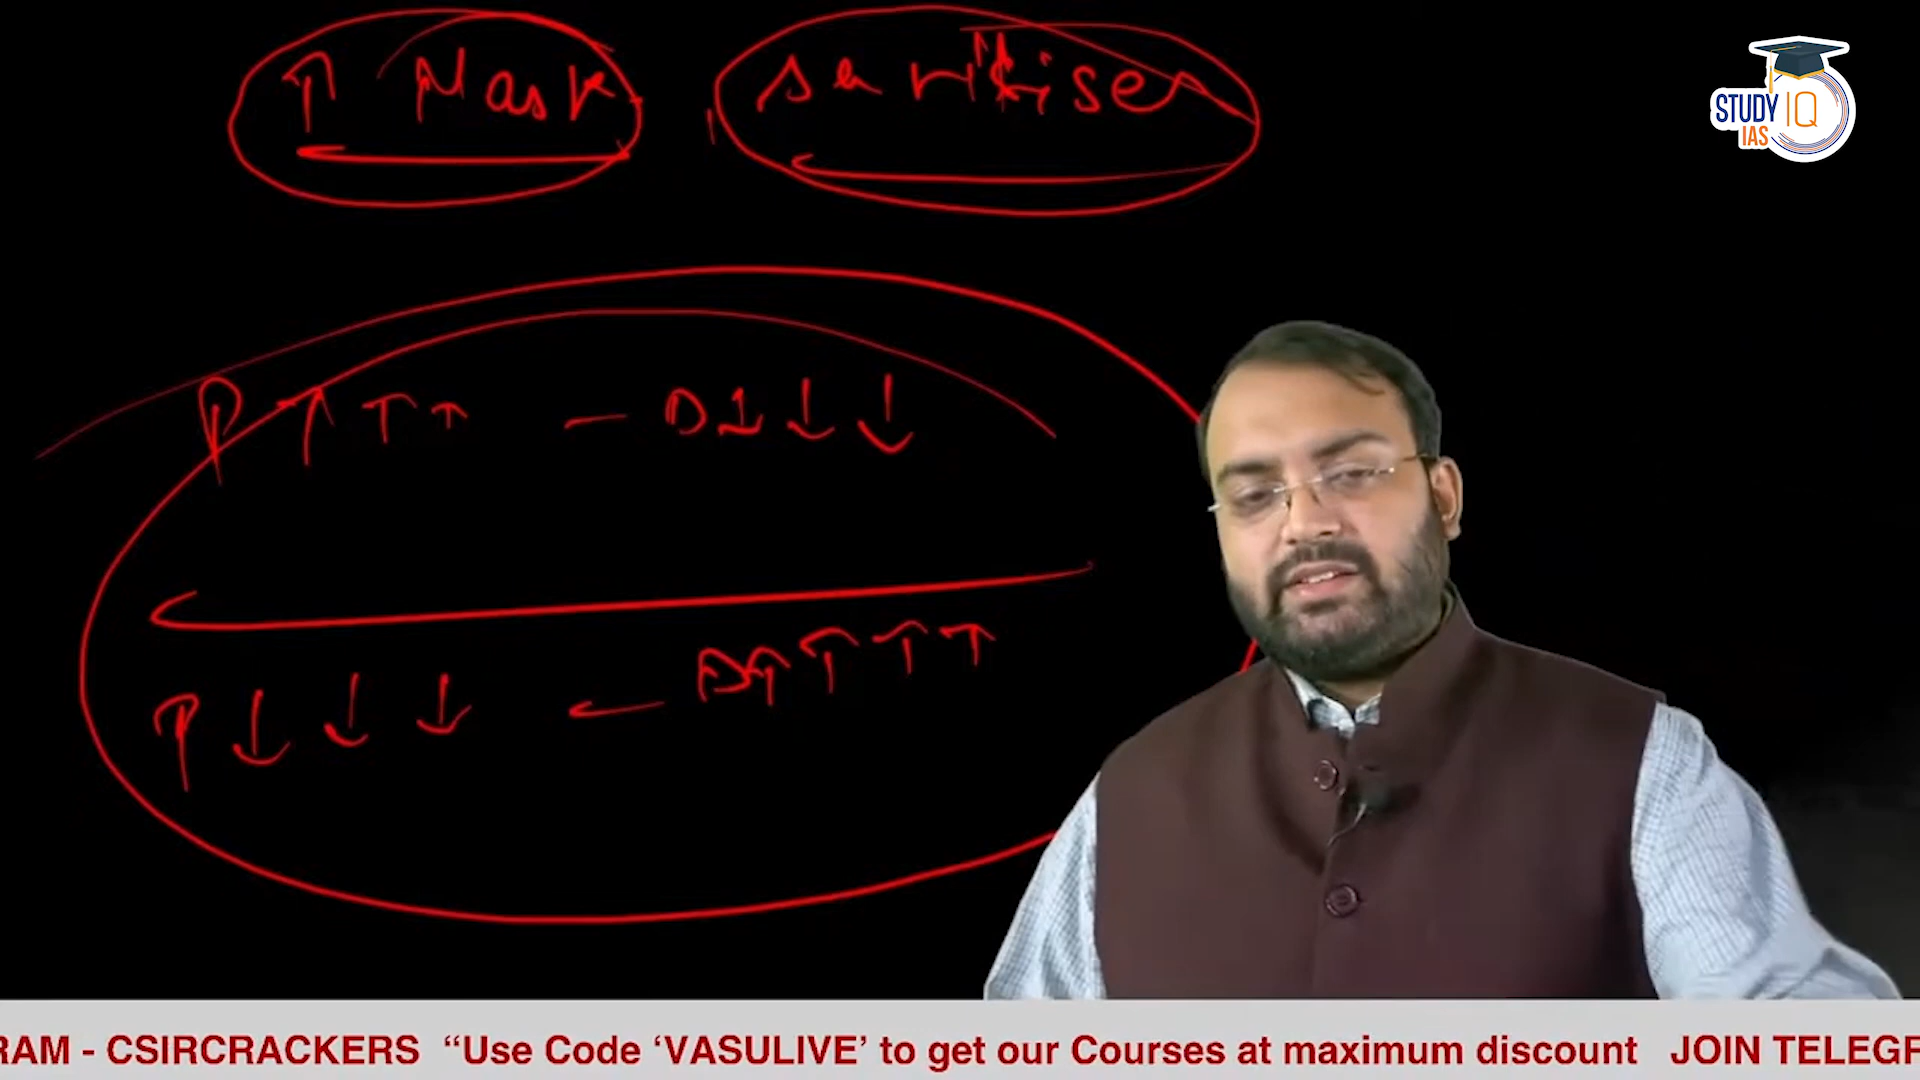 ↑ Mask sanitiser
STUDY IQ
IAS
P ↑ ↑ ↑ — D ↓ ↓ ↓
P ↓ ↓ ↓ — D ↑ ↑ ↑ ↑
RAM - CSIRCRACKERS “Use Code ‘VASULIVE’ to get our Courses at maximum discount JOIN TELEGR